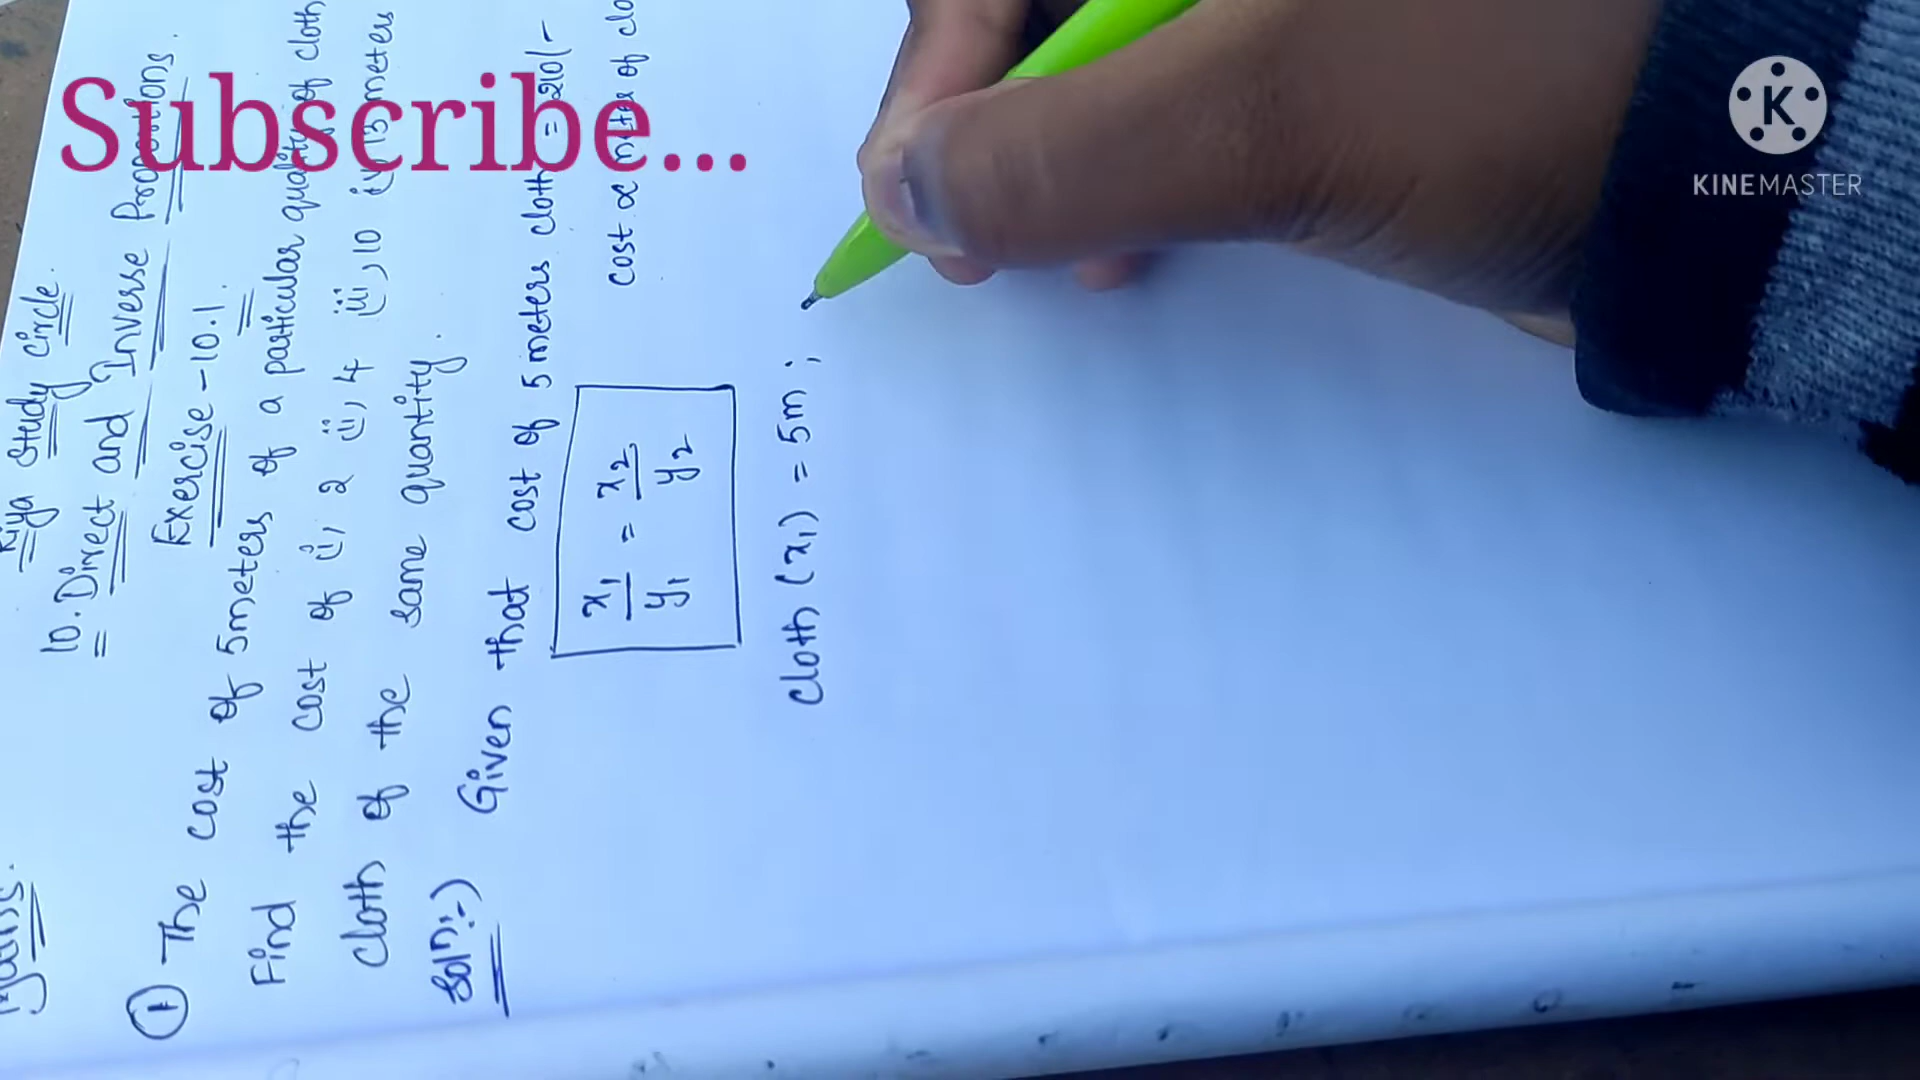 Subscribe...
KINEMASTER
Riya study circle.
10. Direct and Inverse Proportions.
Exercise - 10.1.
① The cost of 5meters of a particular quality of cloth
Find the cost of i, 2 ii, 4 iii, 10 iv, 13 meters
cloth of the same quantity.
Soln:-) Given that cost of 5 meters cloth = 210/-
cost ∝ meter of clo
x1/y1 = x2/y2
cloth (x1) = 5m ;